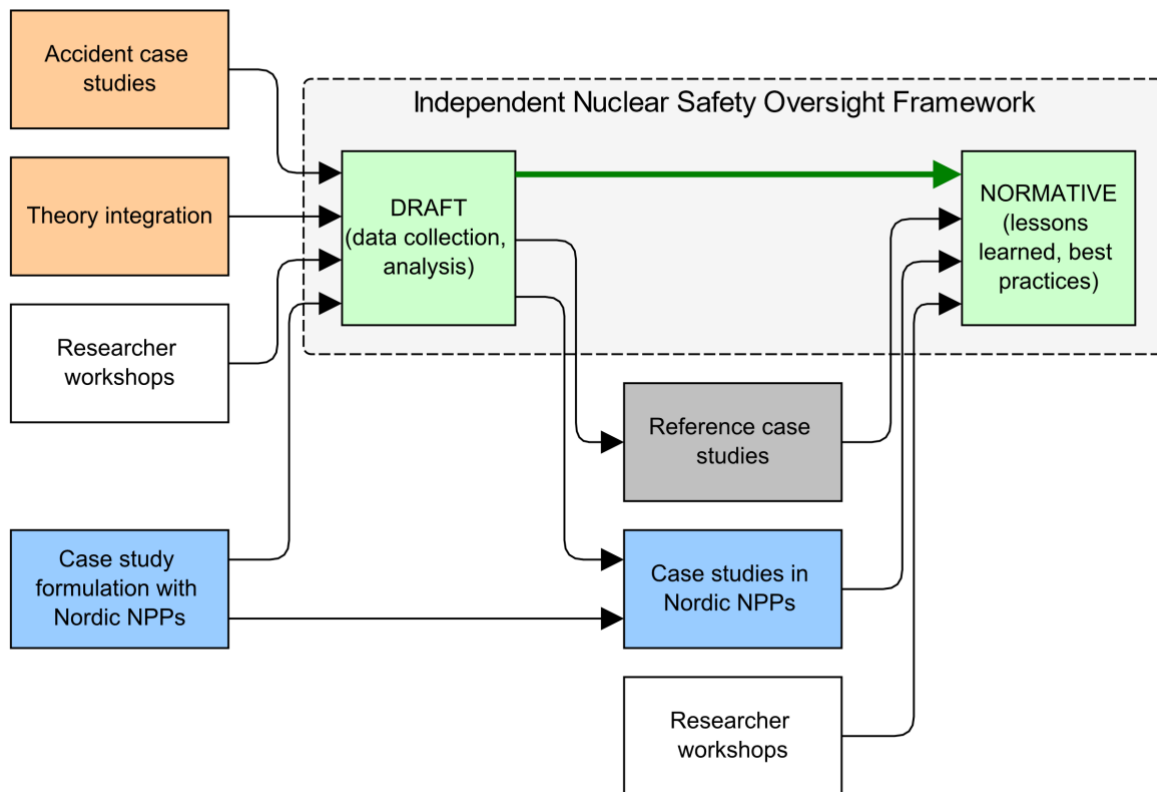 Accident case
studies
Independent Nuclear Safety Oversight Framework
Theory integration
DRAFT
(data collection,
analysis)
NORMATIVE
(lessons
learned, best
practices)
Researcher
workshops
Reference case
studies
Case study
formulation with
Nordic NPPs
Case studies in
Nordic NPPs
Researcher
workshops